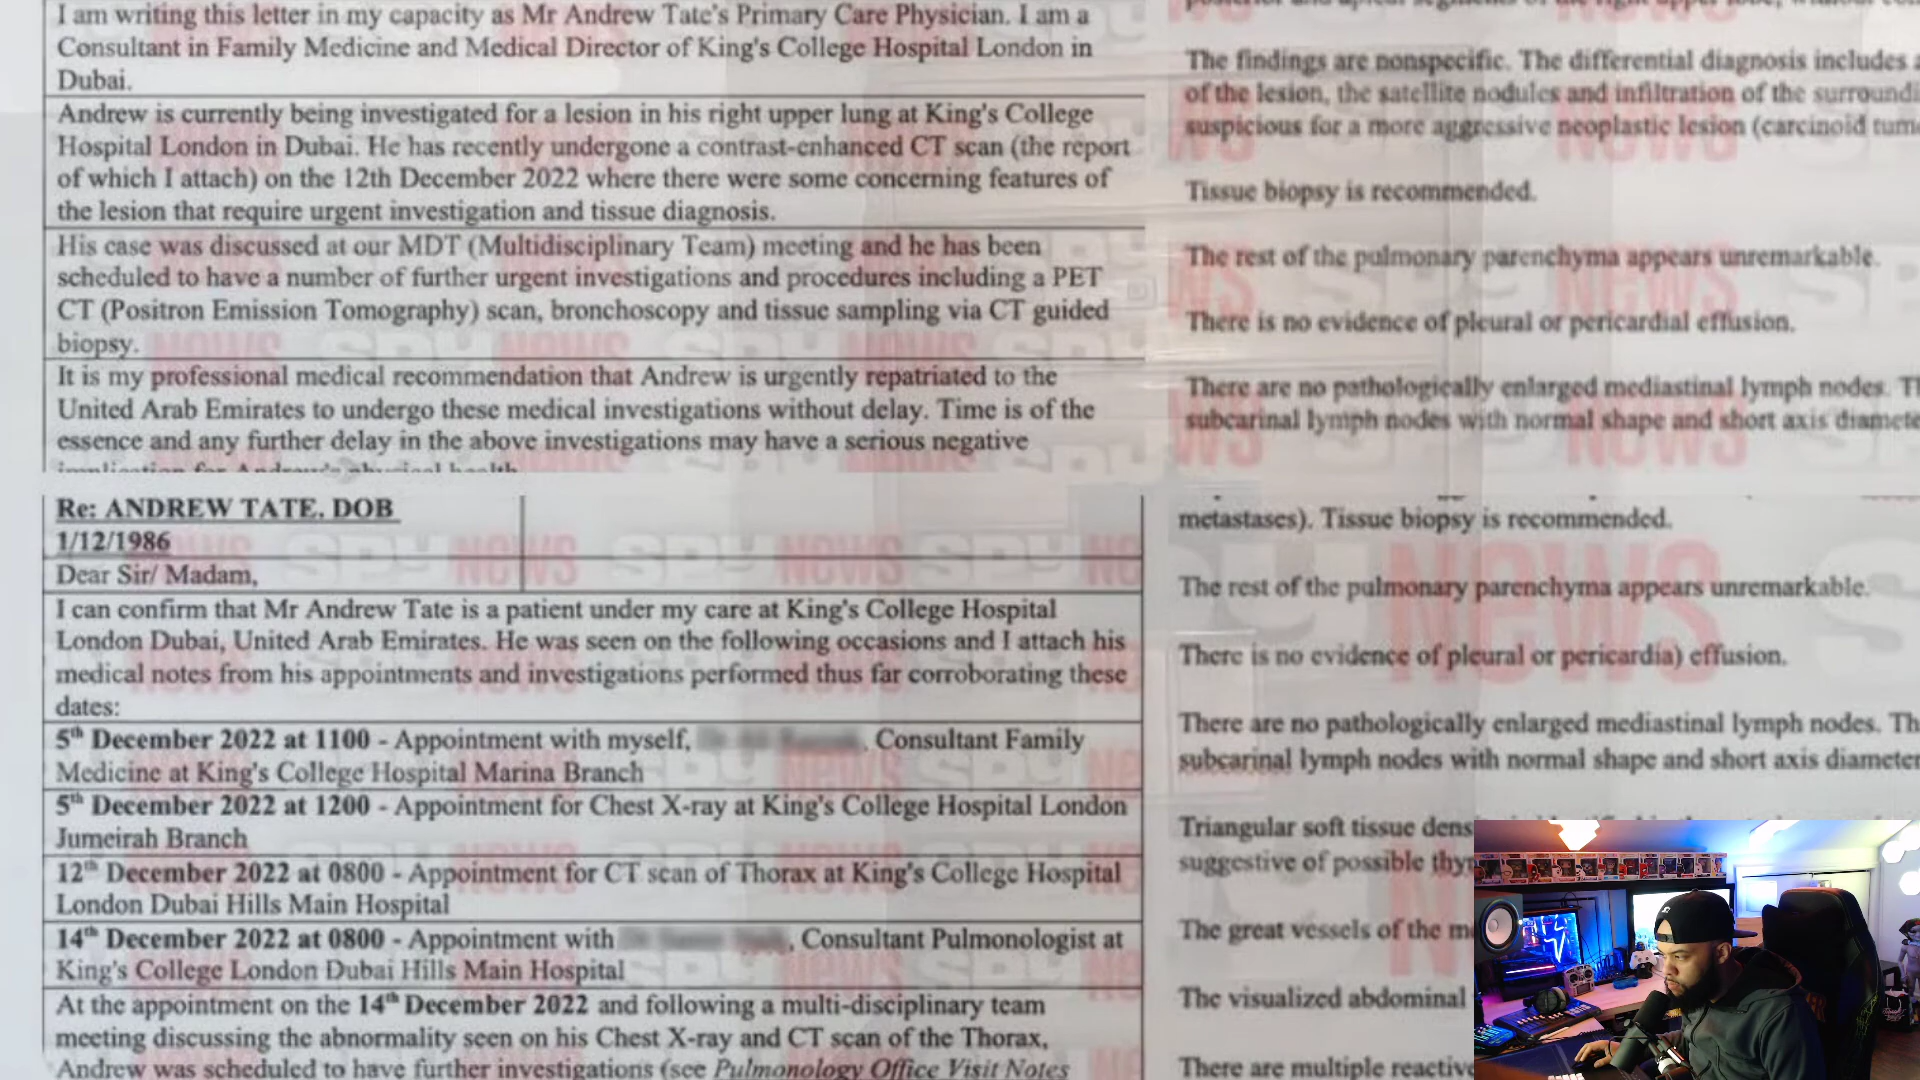 I am writing this letter in my capacity as Mr Andrew Tate's Primary Care Physician. I am a
Consultant in Family Medicine and Medical Director of King's College Hospital London in
Dubai.
Andrew is currently being investigated for a lesion in his right upper lung at King's College
Hospital London in Dubai. He has recently undergone a contrast-enhanced CT scan (the report
of which I attach) on the 12th December 2022 where there were some concerning features of
the lesion that require urgent investigation and tissue diagnosis.
His case was discussed at our MDT (Multidisciplinary Team) meeting and he has been
scheduled to have a number of further urgent investigations and procedures including a PET
CT (Positron Emission Tomography) scan, bronchoscopy and tissue sampling via CT guided
biopsy.
It is my professional medical recommendation that Andrew is urgently repatriated to the
United Arab Emirates to undergo these medical investigations without delay. Time is of the
essence and any further delay in the above investigations may have a serious negative
implication for Andrew's physical health
Re: ANDREW TATE. DOB
1/12/1986
Dear Sir/ Madam,
I can confirm that Mr Andrew Tate is a patient under my care at King's College Hospital
London Dubai, United Arab Emirates. He was seen on the following occasions and I attach his
medical notes from his appointments and investigations performed thus far corroborating these
dates:
5th December 2022 at 1100 - Appointment with myself, , Consultant Family
Medicine at King's College Hospital Marina Branch
5th December 2022 at 1200 - Appointment for Chest X-ray at King's College Hospital London
Jumeirah Branch
12th December 2022 at 0800 - Appointment for CT scan of Thorax at King's College Hospital
London Dubai Hills Main Hospital
14th December 2022 at 0800 - Appointment with , Consultant Pulmonologist at
King's College London Dubai Hills Main Hospital
At the appointment on the 14th December 2022 and following a multi-disciplinary team
meeting discussing the abnormality seen on his Chest X-ray and CT scan of the Thorax,
Andrew was scheduled to have further investigations (see Pulmonology Office Visit Notes
The findings are nonspecific. The differential diagnosis includes
of the lesion, the satellite nodules and infiltration of the
suspicious for a more aggressive neoplastic lesion (carcinoid
Tissue biopsy is recommended.
The rest of the pulmonary parenchyma appears unremarkable.
There is no evidence of pleural or pericardial effusion.
There are no pathologically enlarged mediastinal lymph nodes.
subcarinal lymph nodes with normal shape and short axis
metastases). Tissue biopsy is recommended.
The rest of the pulmonary parenchyma appears unremarkable.
There is no evidence of pleural or pericardia) effusion.
There are no pathologically enlarged mediastinal lymph nodes.
subcarinal lymph nodes with normal shape and short axis diameter
Triangular soft tissue
suggestive of possible
The great vessels of the
The visualized abdominal
There are multiple reactive
SPY NEWS